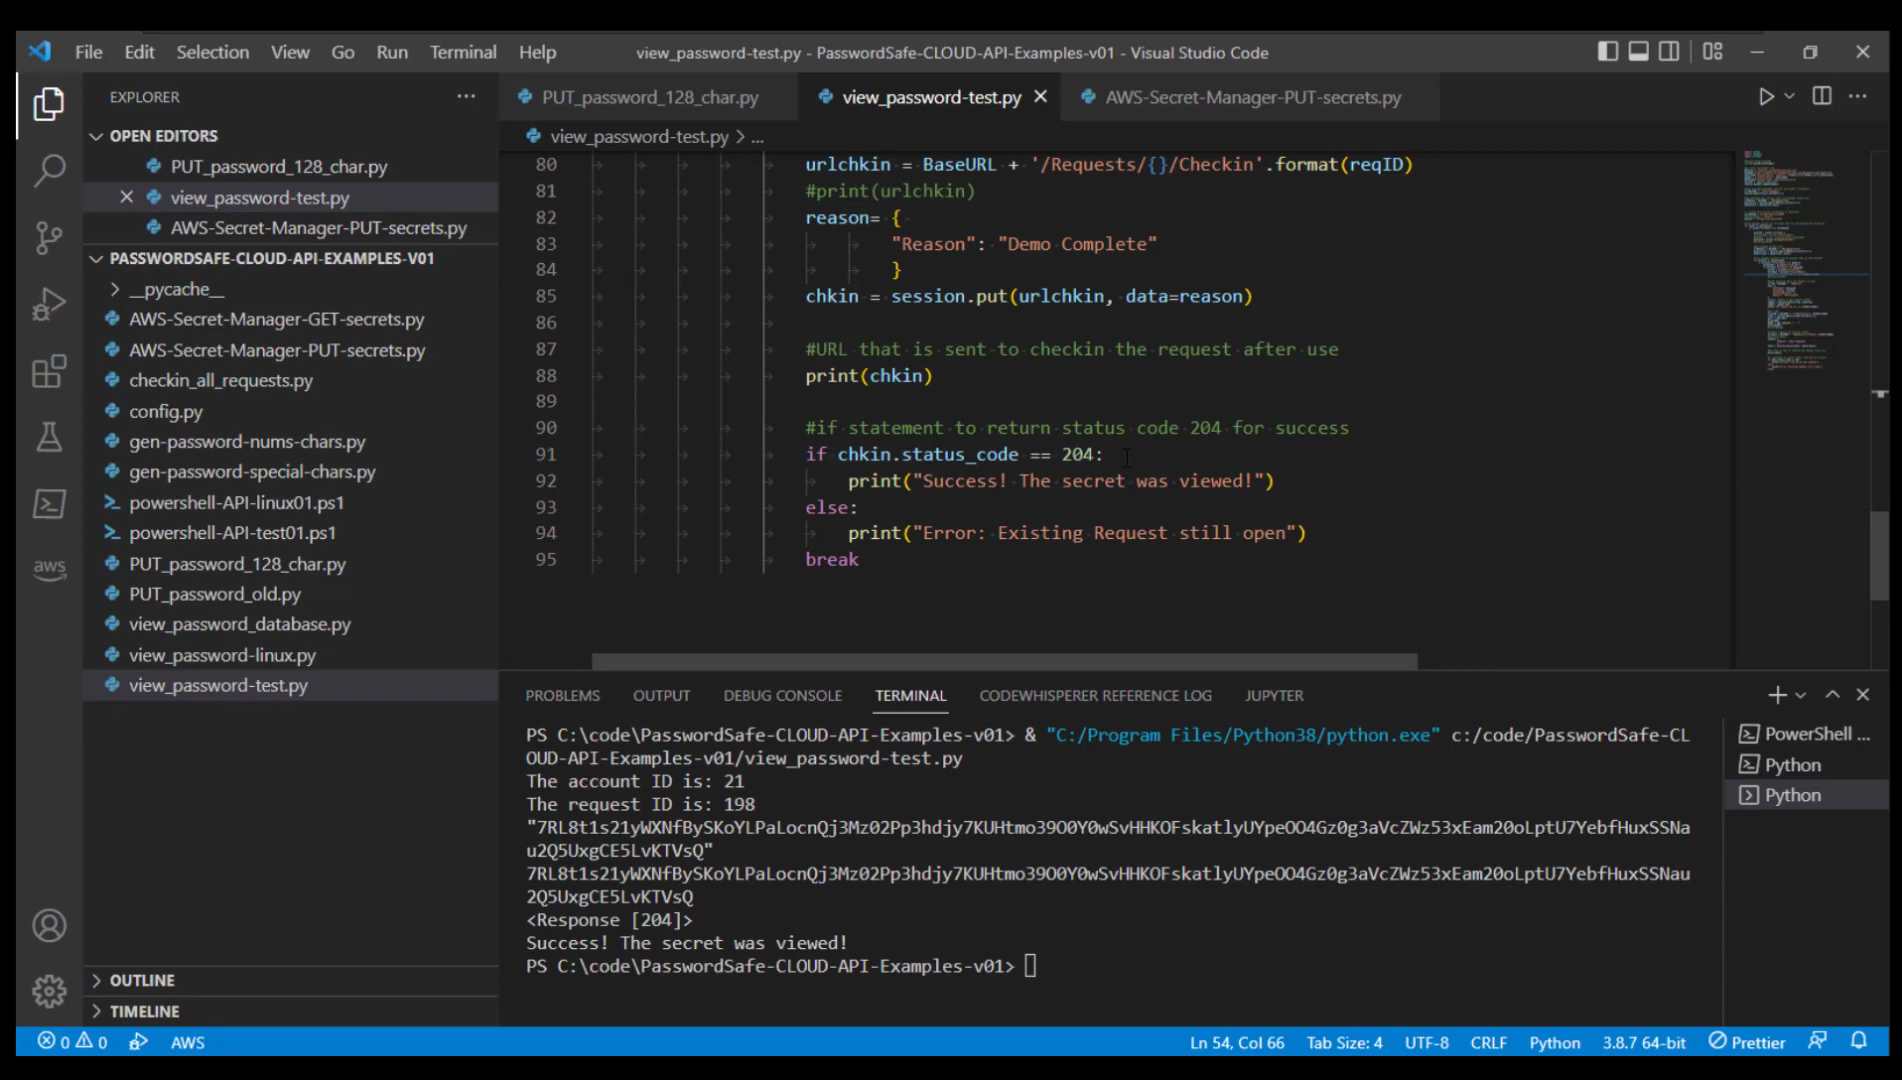 File Edit Selection View Go Run Terminal Help
view_password-test.py - PasswordSafe-CLOUD-API-Examples-v01 - Visual Studio Code
EXPLORER
OPEN EDITORS
PUT_password_128_char.py
view_password-test.py
AWS-Secret-Manager-PUT-secrets.py
PASSWORDSAFE-CLOUD-API-EXAMPLES-V01
__pycache__
AWS-Secret-Manager-GET-secrets.py
AWS-Secret-Manager-PUT-secrets.py
checkin_all_requests.py
config.py
gen-password-nums-chars.py
gen-password-special-chars.py
powershell-API-linux01.ps1
powershell-API-test01.ps1
PUT_password_128_char.py
PUT_password_old.py
view_password_database.py
view_password-linux.py
view_password-test.py
OUTLINE
TIMELINE
aws
PUT_password_128_char.py
view_password-test.py
AWS-Secret-Manager-PUT-secrets.py
view_password-test.py > ...
80 urlchkin = BaseURL + '/Requests/{}/Checkin'.format(reqID)
81 #print(urlchkin)
82 reason= {
83 "Reason": "Demo Complete"
84 }
85 chkin = session.put(urlchkin, data=reason)
86
87 #URL that is sent to checkin the request after use
88 print(chkin)
89
90 #if statement to return status code 204 for success
91 if chkin.status_code == 204:
92 print("Success! The secret was viewed!")
93 else:
94 print("Error: Existing Request still open")
95 break
PROBLEMS OUTPUT DEBUG CONSOLE TERMINAL CODEWHISPERER REFERENCE LOG JUPYTER
PS C:\code\PasswordSafe-CLOUD-API-Examples-v01> & "C:/Program Files/Python38/python.exe" c:/code/PasswordSafe-CL
OUD-API-Examples-v01/view_password-test.py
The account ID is: 21
The request ID is: 198
"7RL8t1s21yWXNfBySKoYLPaLocnQj3Mz02Pp3hdjy7KUHtmo39O0Y0wSvHHKOFskatlyUYpeOO4Gz0g3aVcZWz53xEam20oLptU7YebfHuxSSNa
u2Q5UxgCE5LvKTVsQ"
7RL8t1s21yWXNfBySKoYLPaLocnQj3Mz02Pp3hdjy7KUHtmo39O0Y0wSvHHKOFskatlyUYpeOO4Gz0g3aVcZWz53xEam20oLptU7YebfHuxSSNau
2Q5UxgCE5LvKTVsQ
<Response [204]>
Success! The secret was viewed!
PS C:\code\PasswordSafe-CLOUD-API-Examples-v01>
PowerShell ...
Python
Python
0 0 AWS
Ln 54, Col 66 Tab Size: 4 UTF-8 CRLF Python 3.8.7 64-bit Prettier